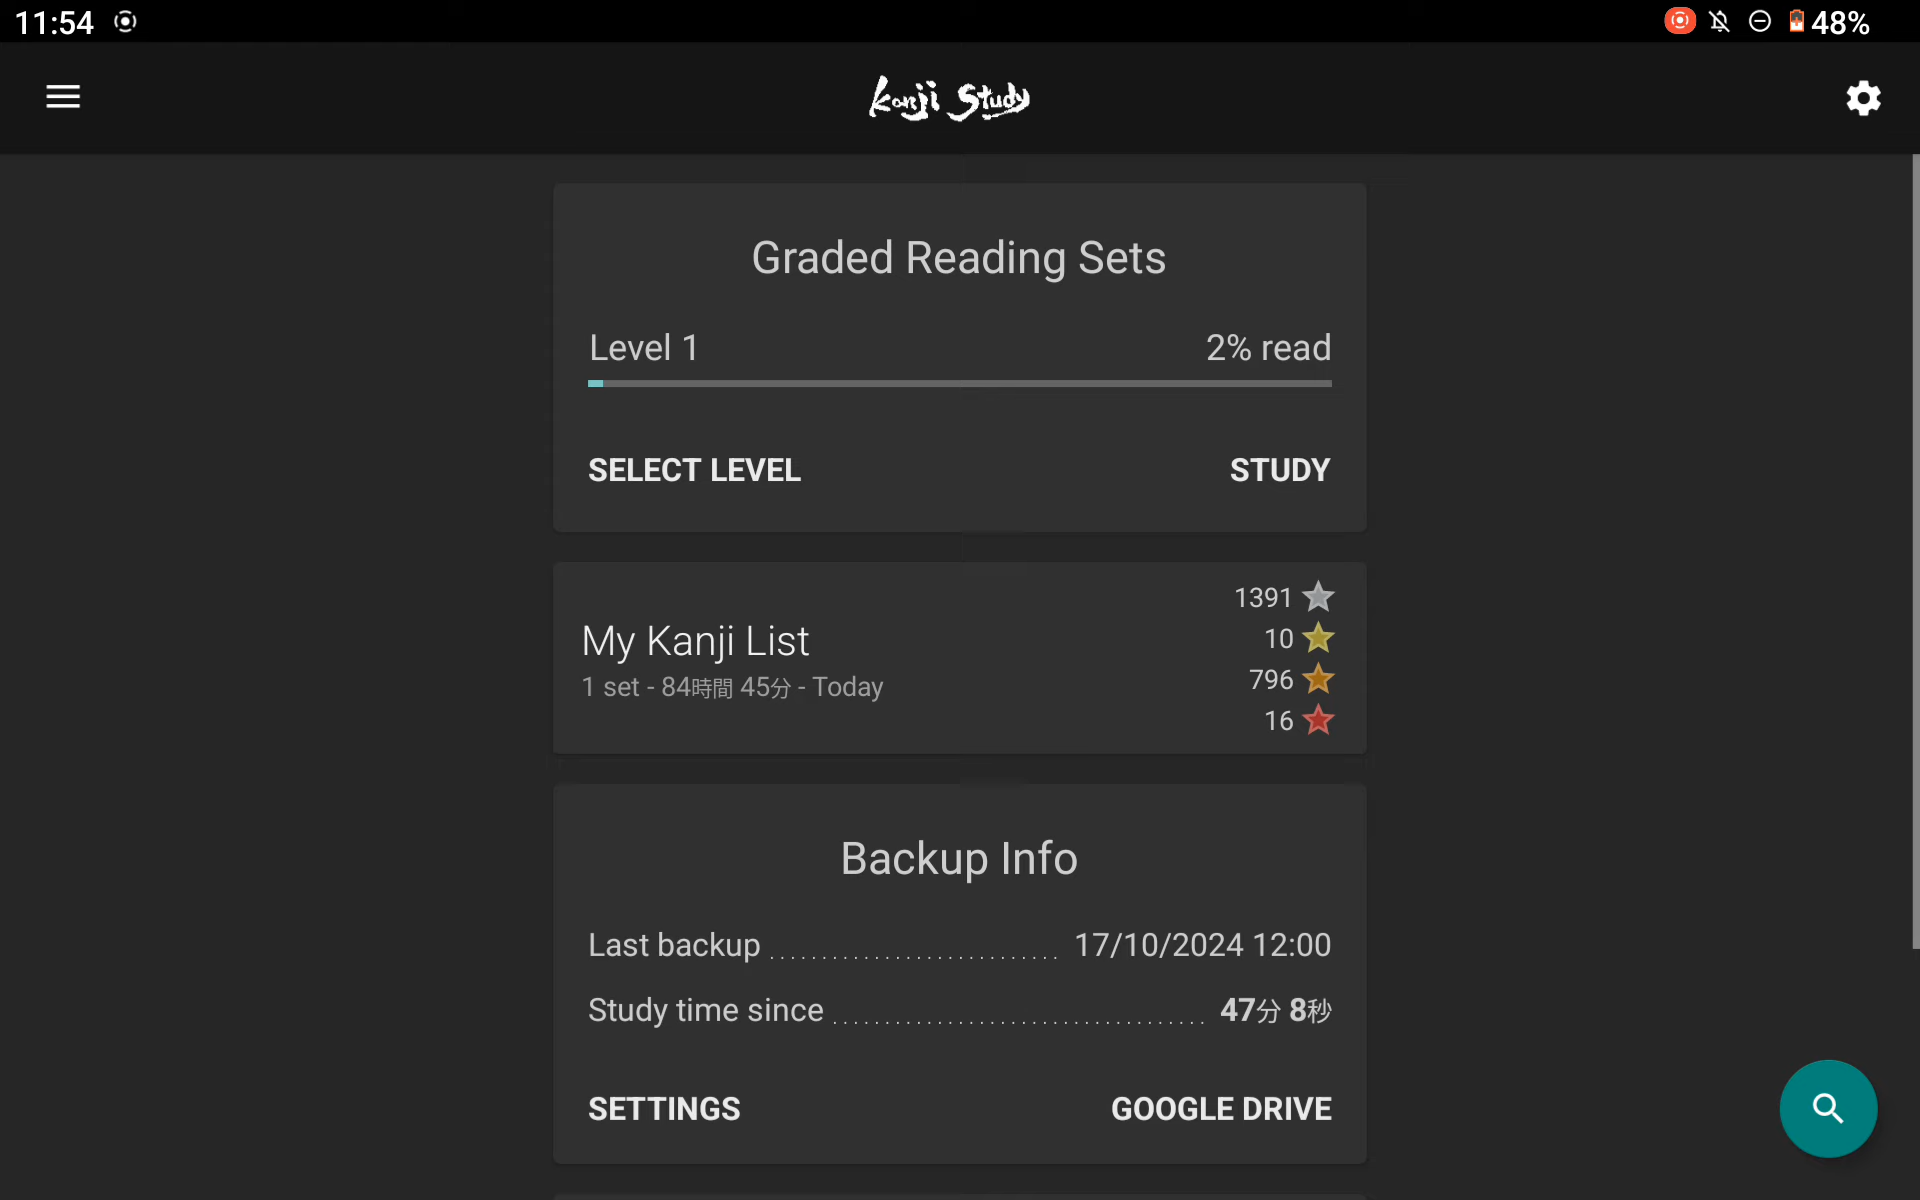 11:54
48%
Kanji Study
Graded Reading Sets
Level 1 2% read
SELECT LEVEL STUDY
1391
My Kanji List
10
1 set - 84時間 45分 - Today
796
16
Backup Info
Last backup 17/10/2024 12:00
Study time since 47分 8秒
SETTINGS GOOGLE DRIVE